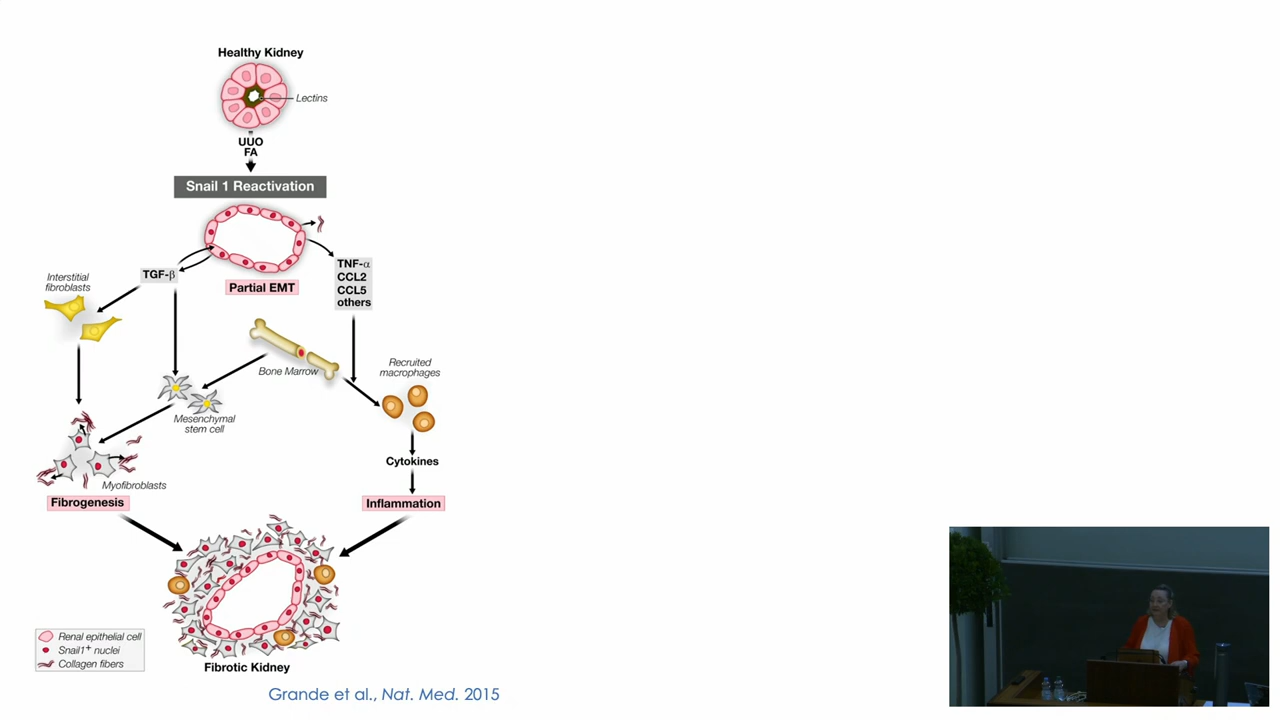 Healthy Kidney
Lectins
UUO
FA
Snail 1 Reactivation
TGF-β
Partial EMT
TNF-α
CCL2
CCL5
others
Interstitial
fibroblasts
Bone Marrow
Recruited
macrophages
Mesenchymal
stem cell
Cytokines
Myofibroblasts
Fibrogenesis
Inflammation
Renal epithelial cell
Snail1+ nuclei
Collagen fibers
Fibrotic Kidney
Grande et al., Nat. Med. 2015